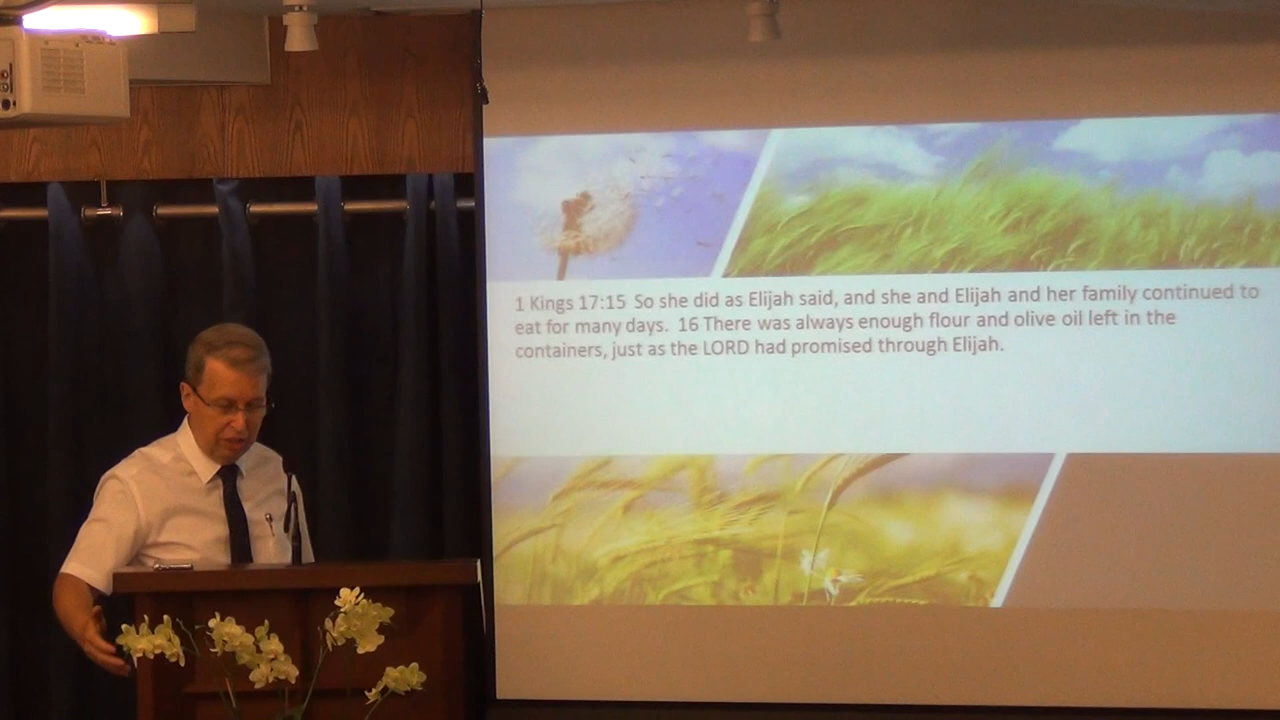 1 Kings 17:15 So she did as Elijah said, and she and Elijah and her family continued to
eat for many days. 16 There was always enough flour and olive oil left in the
containers, just as the LORD had promised through Elijah.